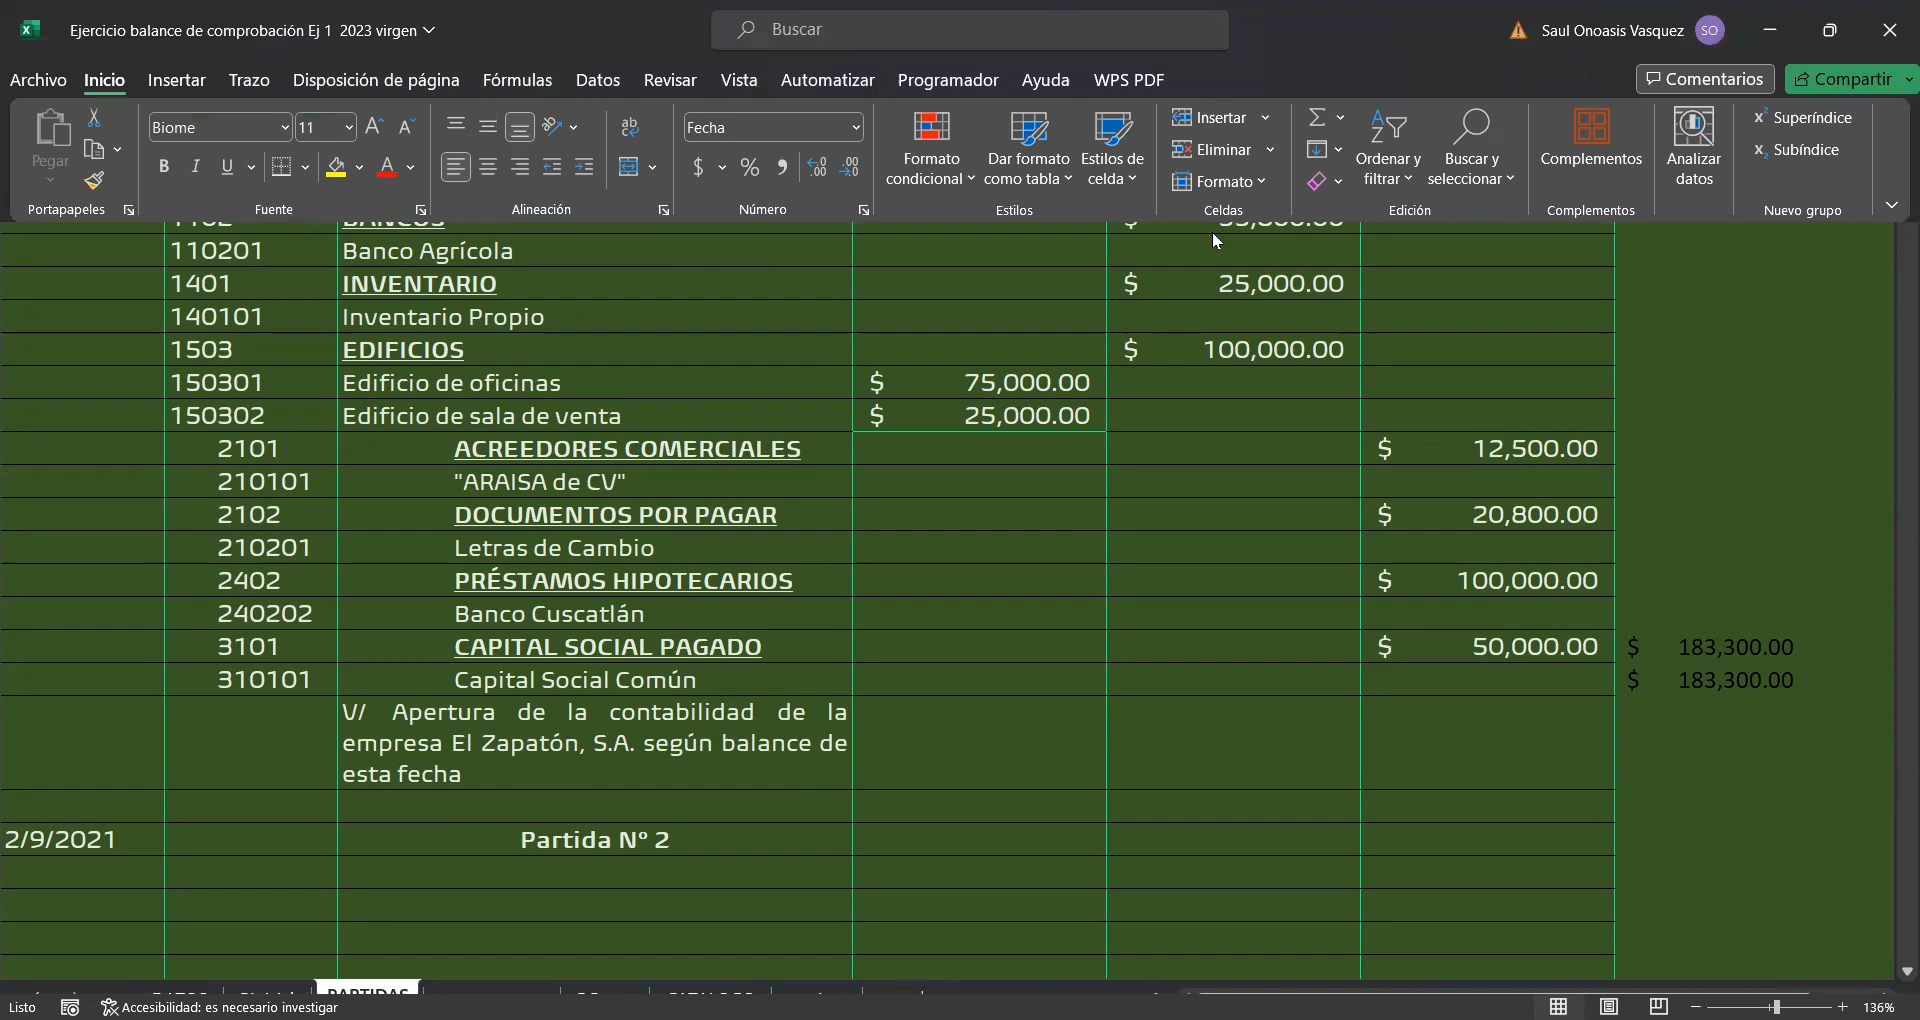 Ejercicio balance de comprobación Ej 1 2023 virgen
Buscar
Saul Onoasis Vasquez
SO
Archivo Inicio Insertar Trazo Disposición de página Fórmulas Datos Revisar Vista Automatizar Programador Ayuda WPS PDF
Comentarios
Compartir
Pegar
Portapapeles
Biome 11
Fuente
Alineación
Fecha
Número
Formato condicional
Dar formato como tabla
Estilos de celda
Estilos
Insertar
Eliminar
Formato
Celdas
Ordenar y filtrar
Buscar y seleccionar
Edición
Complementos
Complementos
Analizar datos
Superíndice
Subíndice
Nuevo grupo
110201 Banco Agrícola
1401 INVENTARIO $ 25,000.00
140101 Inventario Propio
1503 EDIFICIOS $ 100,000.00
150301 Edificio de oficinas $ 75,000.00
150302 Edificio de sala de venta $ 25,000.00
2101 ACREEDORES COMERCIALES $ 12,500.00
210101 "ARAISA de CV"
2102 DOCUMENTOS POR PAGAR $ 20,800.00
210201 Letras de Cambio
2402 PRÉSTAMOS HIPOTECARIOS $ 100,000.00
240202 Banco Cuscatlán
3101 CAPITAL SOCIAL PAGADO $ 50,000.00 $ 183,300.00
310101 Capital Social Común $ 183,300.00
V/ Apertura de la contabilidad de la
empresa El Zapatón, S.A. según balance de
esta fecha
2/9/2021 Partida Nº 2
PARTIDAS
Listo
Accesibilidad: es necesario investigar
136%